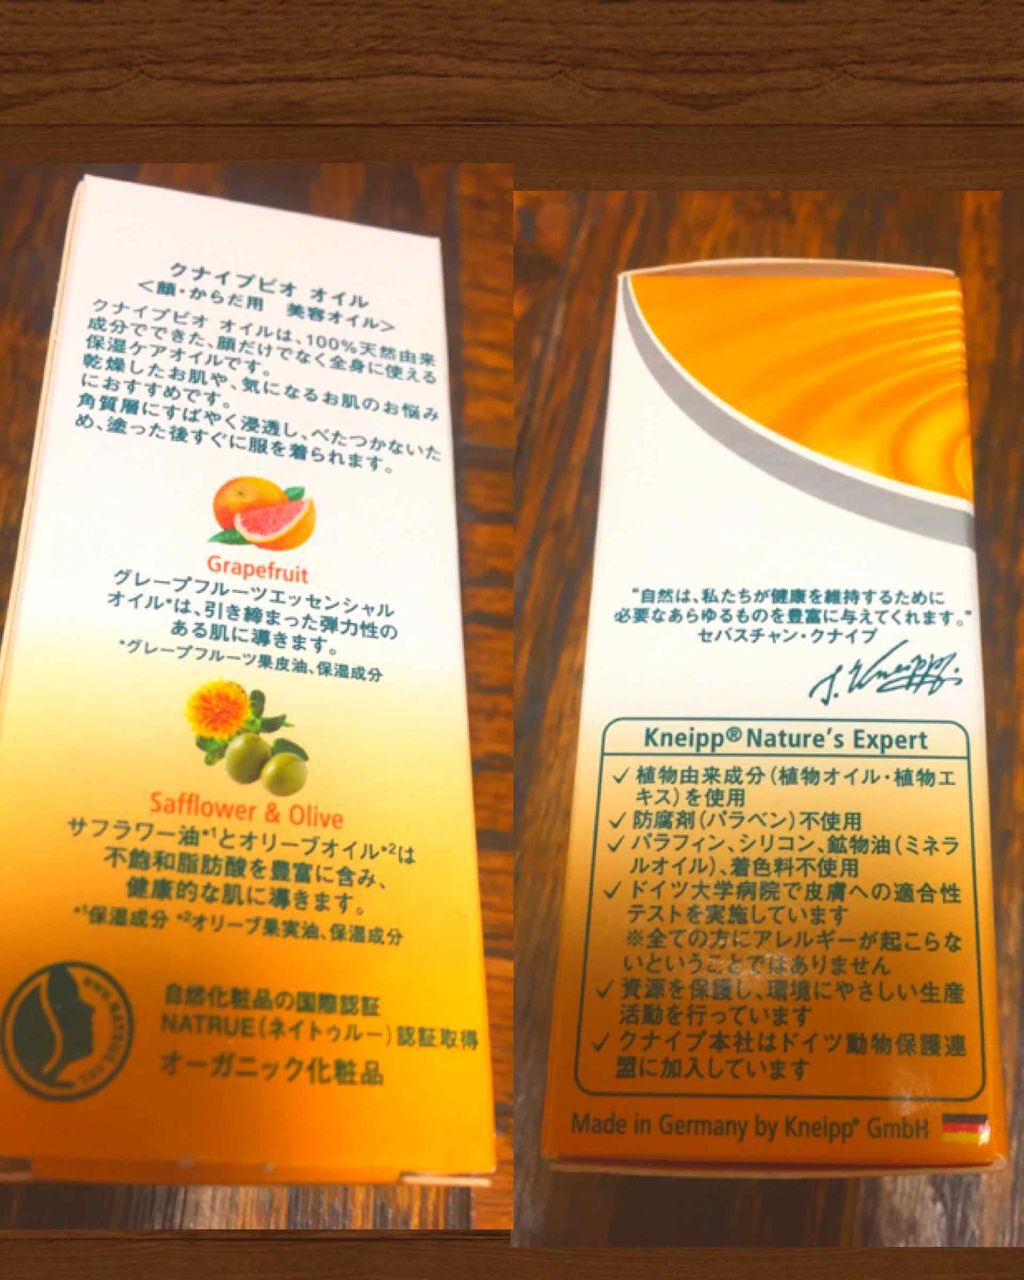 クナイプビオ オイル
<顔・からだ用 美容オイル>
クナイプビオ オイルは、100%天然由来
成分でできた、顔だけでなく全身に使える
保湿ケアオイルです。
乾燥したお肌や、気になるお肌のお悩み
におすすめです。
角質層にすばやく浸透し、べたつかないた
め、塗った後すぐに服を着られます。
Grapefruit
グレープフルーツエッセンシャル
オイル*は、引き締まった弾力性の
ある肌に導きます。
*グレープフルーツ果皮油、保湿成分
Safflower & Olive
サフラワー油*1とオリーブオイル*2は
不飽和脂肪酸を豊富に含み、
健康的な肌に導きます。
*1保湿成分 *2オリーブ果実油、保湿成分
自然化粧品の国際認証
NATRUE(ネイトゥルー)認証取得
オーガニック化粧品
"自然は、私たちが健康を維持するために
必要なあらゆるものを豊富に与えてくれます。"
セバスチャン・クナイプ
S. Kneipp.
Kneipp® Nature's Expert
✓ 植物由来成分(植物オイル・植物エ
キス)を使用
✓ 防腐剤(パラベン)不使用
✓ パラフィン、シリコン、鉱物油(ミネラ
ルオイル)、着色料不使用
✓ ドイツ大学病院で皮膚への適合性
テストを実施しています
※全ての方にアレルギーが起こらな
いということではありません
✓ 資源を保護し、環境にやさしい生産
活動を行っています
✓ クナイプ本社はドイツ動物保護連
盟に加入しています
Made in Germany by Kneipp® GmbH